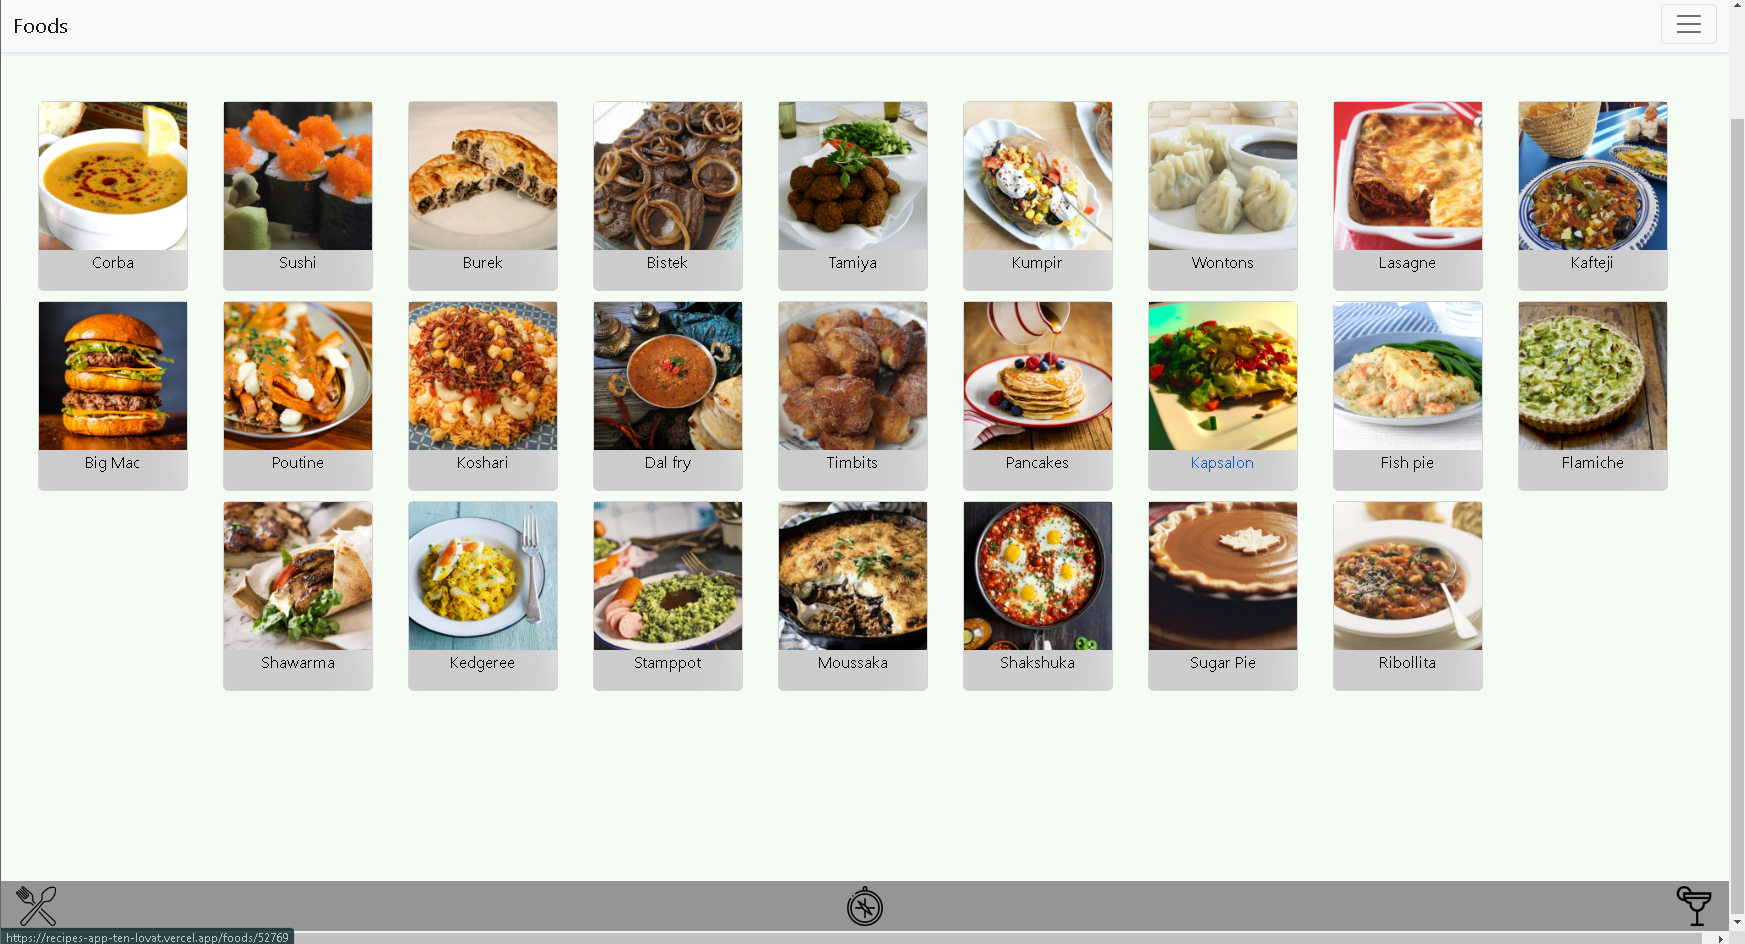 Foods
Corba
Sushi
Burek
Bistek
Tamiya
Kumpir
Wontons
Lasagne
Kafteji
Big Mac
Poutine
Koshari
Dal fry
Timbits
Pancakes
Kapsalon
Fish pie
Flamiche
Shawarma
Kedgeree
Stamppot
Moussaka
Shakshuka
Sugar Pie
Ribollita
https://recipes-app-ten-lovat.vercel.app/foods/52769